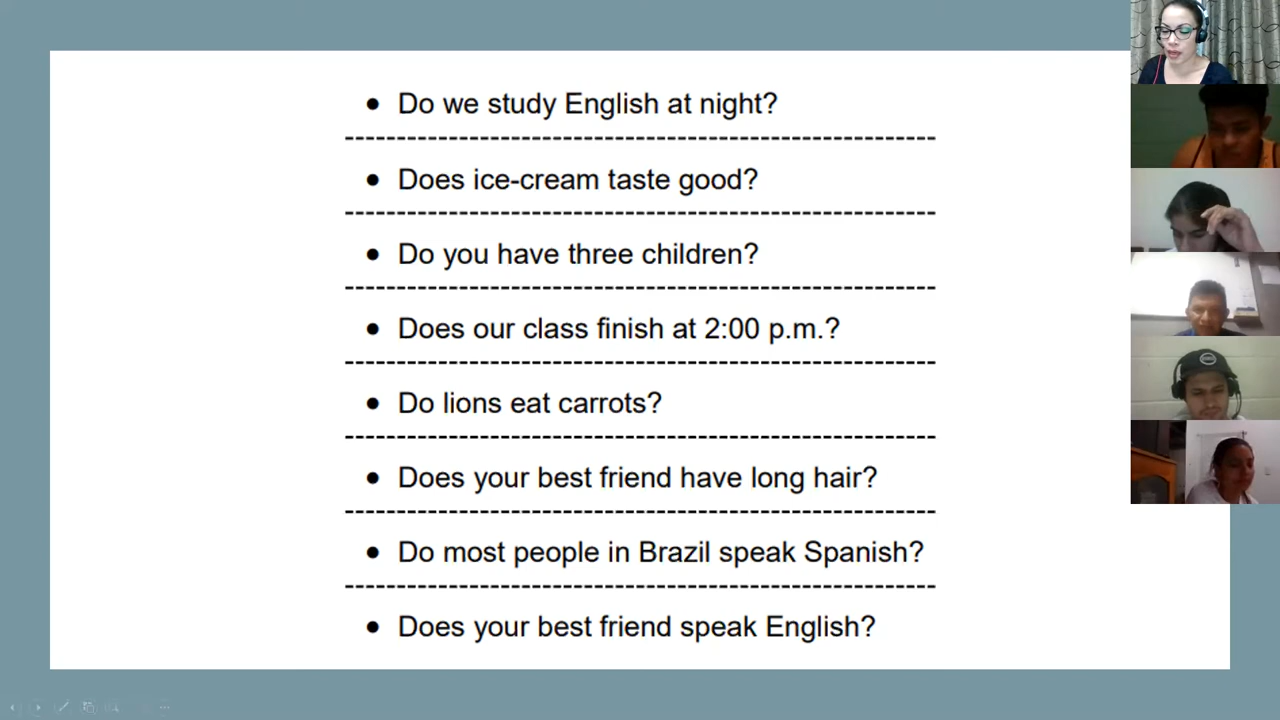 • Do we study English at night?
---------------------------------------------------------
• Does ice-cream taste good?
---------------------------------------------------------
• Do you have three children?
---------------------------------------------------------
• Does our class finish at 2:00 p.m.?
---------------------------------------------------------
• Do lions eat carrots?
---------------------------------------------------------
• Does your best friend have long hair?
---------------------------------------------------------
• Do most people in Brazil speak Spanish?
---------------------------------------------------------
• Does your best friend speak English?